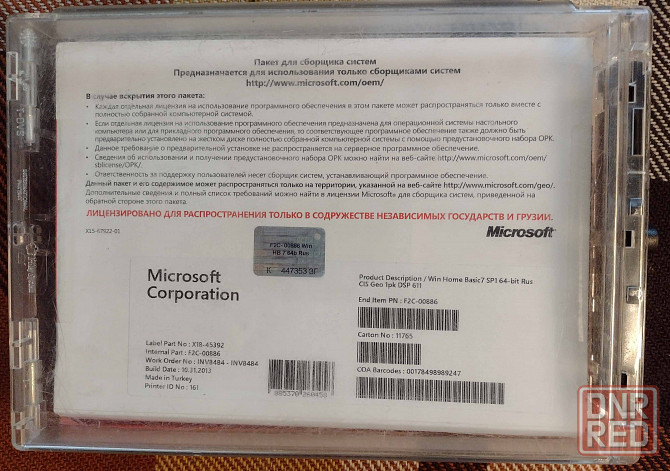 Пакет для сборщика систем
Предназначается для использования только сборщиками систем
http://www.microsoft.com/oem/
В случае вскрытия этого пакета:
• Каждая отдельная лицензия на использование программного обеспечения в этом пакете может распространяться только вместе с
полностью собранной компьютерной системой.
• Если отдельная лицензия на использование программного обеспечения предназначена для операционной системы настольного
компьютера или для прикладного программного обеспечения, то соответствующее программное обеспечение также должно быть
предварительно установлено на жестком диске полностью собранной компьютерной системы с помощью предустановочного набора OPK.
• Данное требование о предварительной установке не распространяется на серверное программное обеспечение.
• Сведения об использовании и получении предустановочного набора OPK можно найти на веб-сайте http://www.microsoft.com/oem/
sblicense/OPK/.
• Ответственность за поддержку пользователей несет сборщик систем, устанавливающий программное обеспечение.
Данный пакет и его содержимое может распространяться только на территории, указанной на веб-сайте http://www.microsoft.com/geo/.
Дополнительные сведения и полный список требований можно найти в лицензии Microsoft для сборщика систем, приведенной на
обратной стороне этого пакета.
ЛИЦЕНЗИРОВАНО ДЛЯ РАСПРОСТРАНЕНИЯ ТОЛЬКО В СОДРУЖЕСТВЕ НЕЗАВИСИМЫХ ГОСУДАРСТВ И ГРУЗИИ.
X15-57922-01
Microsoft
F2C-00886 Win
HB 7 64b Rus
K 447353 ЭГ
Microsoft
Corporation
Product Description / Win Home Basic7 SP1 64-bit Rus
CIS Geo 1pk DSP 611
End Item PN : F2C-00886
Carton No : 11765
COA Barcodes : 00178498989247
Label Part No : X18-45392
Internal Part : F2C-00886
Work Order No : INV8484 - INV8484
Build Date : 10.31.2013
Made in Turkey
Printer ID No : 161
DNR
RED